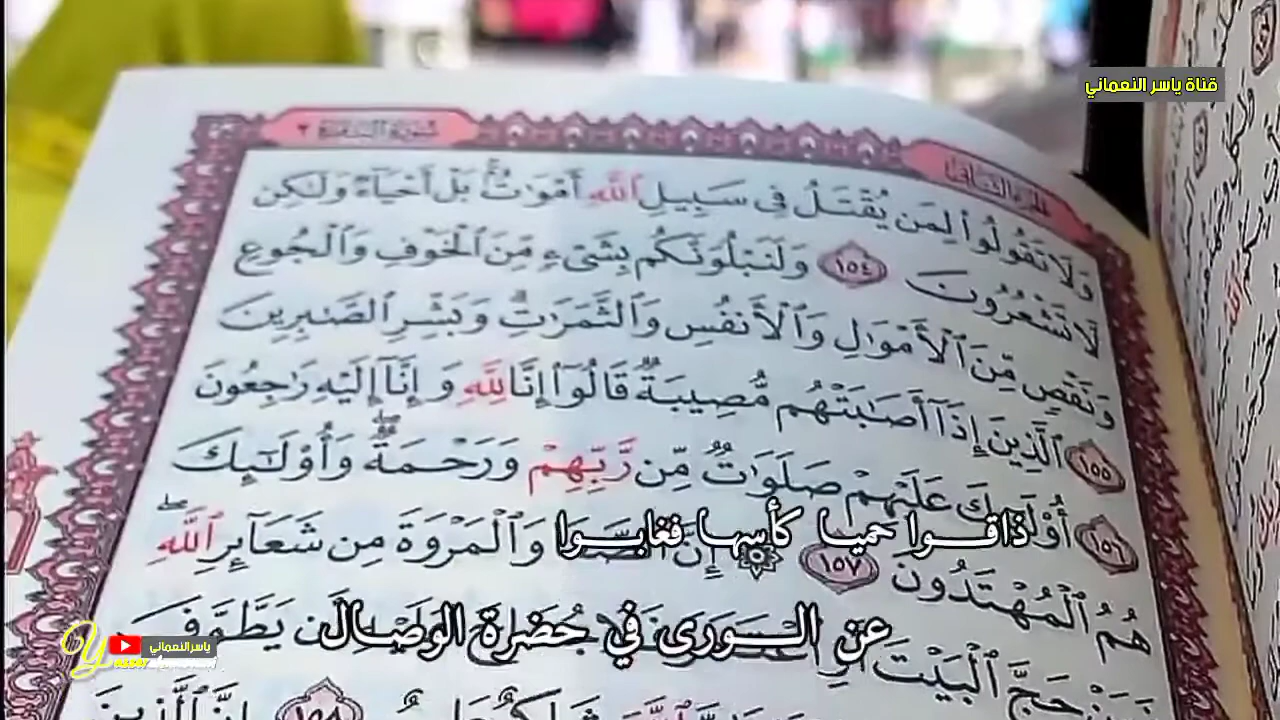 قناة ياسر النعماني
سورة البقرة ٢
الجزء الثاني
وَلَا تَقُولُوا۟ لِمَن يُقْتَلُ فِى سَبِيلِ ٱللَّهِ أَمْوَٰتٌۢ بَلْ أَحْيَآءٌ وَلَٰكِن
لَّا تَشْعُرُونَ ١٥٤ وَلَنَبْلُوَنَّكُم بِشَىْءٍ مِّنَ ٱلْخَوْفِ وَٱلْجُوعِ
وَنَقْصٍ مِّنَ ٱلْأَمْوَٰلِ وَٱلْأَنفُسِ وَٱلثَّمَرَٰتِ ۗ وَبَشِّرِ ٱلصَّٰبِرِينَ
١٥٥ ٱلَّذِينَ إِذَآ أَصَٰبَتْهُم مُّصِيبَةٌ قَالُوٓا۟ إِنَّا لِلَّهِ وَإِنَّآ إِلَيْهِ رَٰجِعُونَ
١٥٦ أُو۟لَٰٓئِكَ عَلَيْهِمْ صَلَوَٰتٌ مِّن رَّبِّهِمْ وَرَحْمَةٌ ۖ وَأُو۟لَٰٓئِكَ
ذاقوا حميا كأسها فغابوا
هُمُ ٱلْمُهْتَدُونَ ١٥٧ ۞ إِنَّ وَٱلْمَرْوَةَ مِن شَعَآئِرِ ٱللَّهِ ۖ
عن الورى في حُضرة الوصال
حَجَّ ٱلْبَيْتَ يَطَّوَّفَ
ياسر النعماني
١٥٨ إِنَّ ٱلَّذِينَ